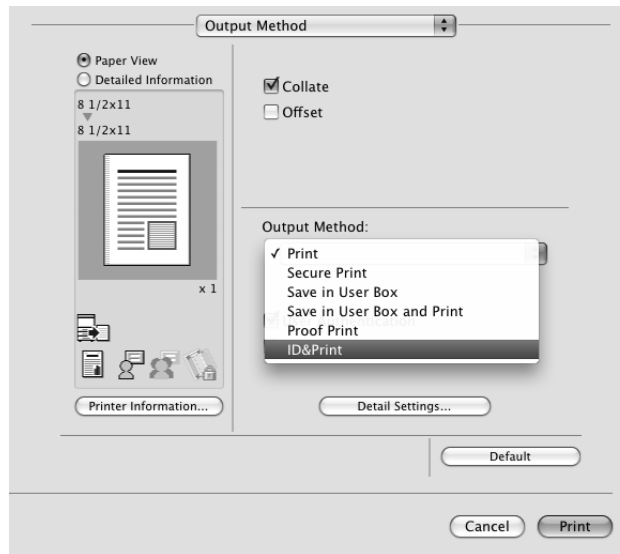 Output Method
Paper View
Detailed Information
8 1/2x11
8 1/2x11
x 1
Printer Information...
Collate
Offset
Output Method:
✓ Print
Secure Print
Save in User Box
Save in User Box and Print
Proof Print
ID&Print
Detail Settings...
Default
Cancel
Print